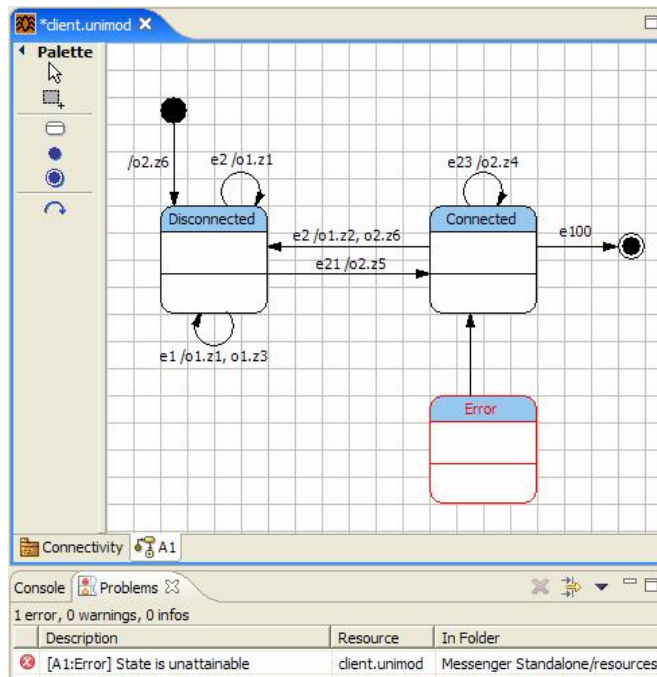 *client.unimod
Palette
/o2.z6
e2 /o1.z1
e23 /o2.z4
Disconnected
Connected
e2 /o1.z2, o2.z6
e100
e21 /o2.z5
e1 /o1.z1, o1.z3
Error
Connectivity
A1
Console
Problems
1 error, 0 warnings, 0 infos
Description Resource In Folder
[A1:Error] State is unattainable client.unimod Messenger Standalone/resources